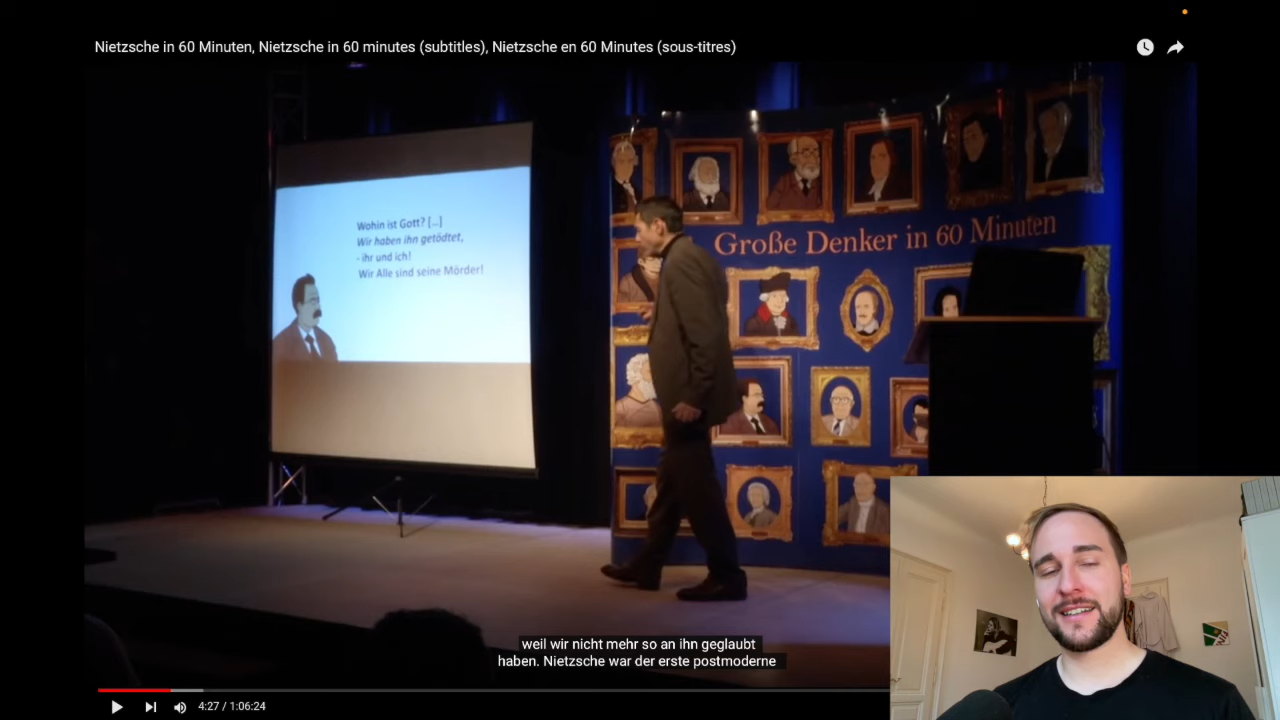 Nietzsche in 60 Minuten, Nietzsche in 60 minutes (subtitles), Nietzsche en 60 Minutes (sous-titres)
Wohin ist Gott? [...]
Wir haben ihn getödtet,
- ihr und ich!
Wir Alle sind seine Mörder!
Große Denker in 60 Minuten
weil wir nicht mehr so an ihn geglaubt
haben. Nietzsche war der erste postmoderne
4:27 / 1:06:24